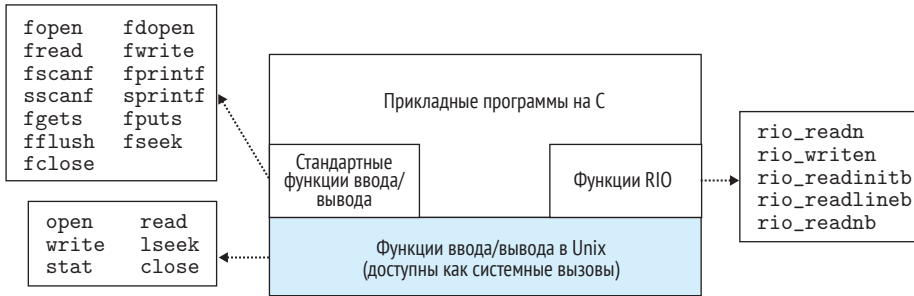 fopen fdopen
fread fwrite
fscanf fprintf
sscanf sprintf
fgets fputs
fflush fseek
fclose
Прикладные программы на C
Стандартные
функции ввода/
вывода
Функции RIO
rio_readn
rio_writen
rio_readinitb
rio_readlineb
rio_readnb
open read
write lseek
stat close
Функции ввода/вывода в Unix
(доступны как системные вызовы)